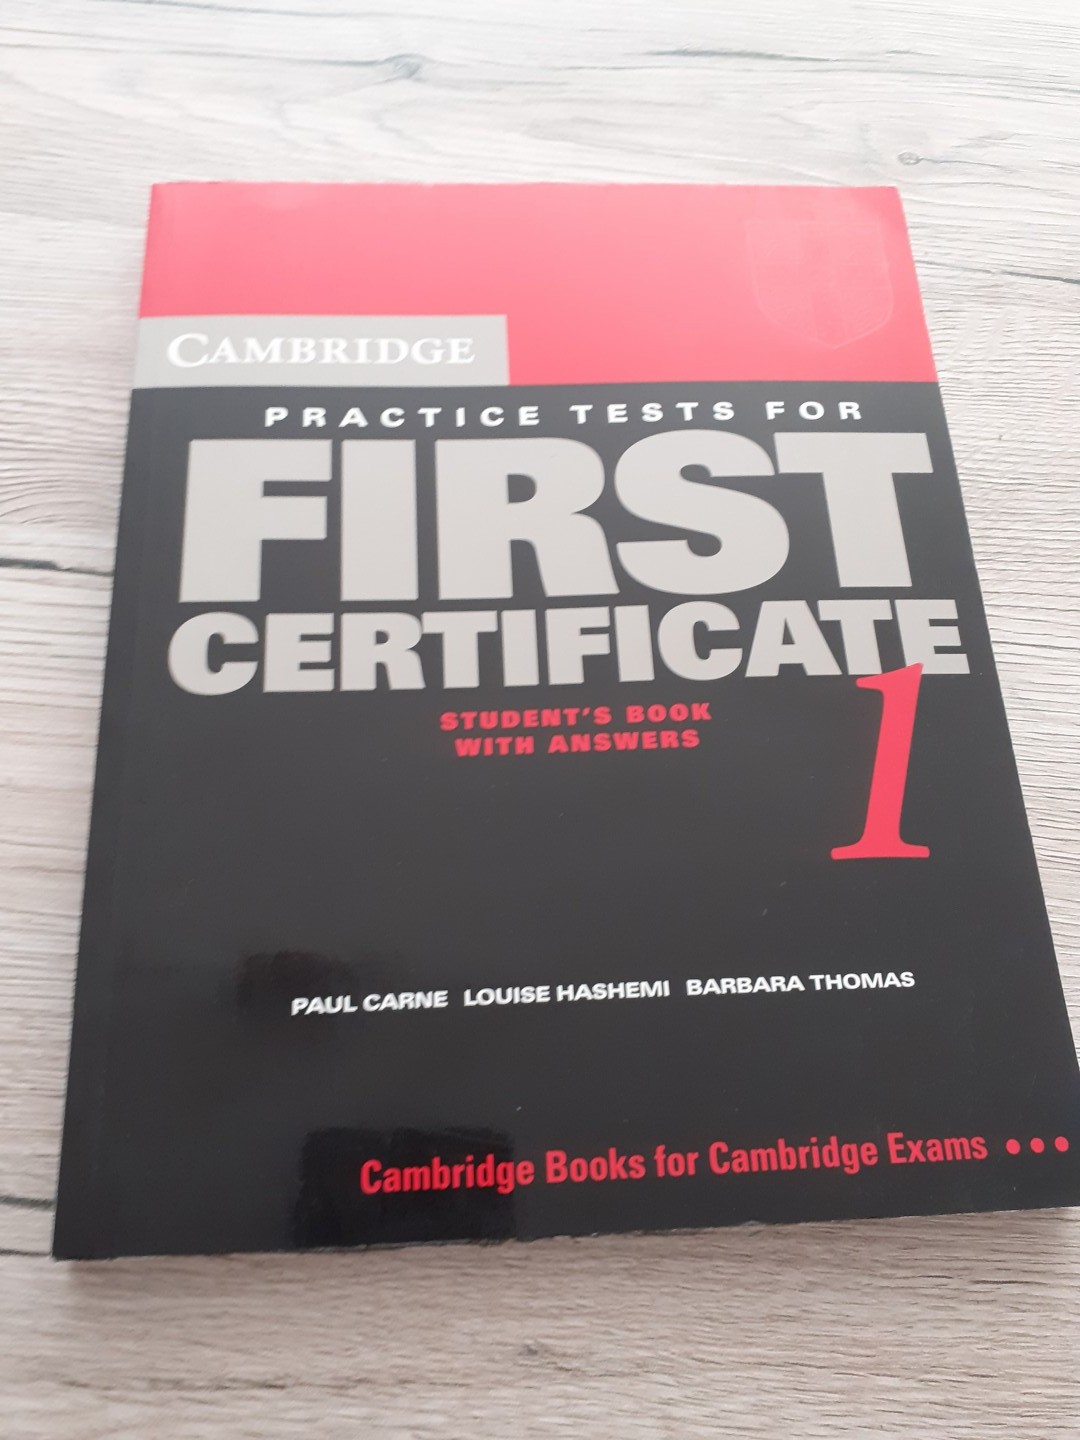 CAMBRIDGE
PRACTICE TESTS FOR
FIRST
CERTIFICATE
1
STUDENT'S BOOK
WITH ANSWERS
PAUL CARNE LOUISE HASHEMI BARBARA THOMAS
Cambridge Books for Cambridge Exams •••